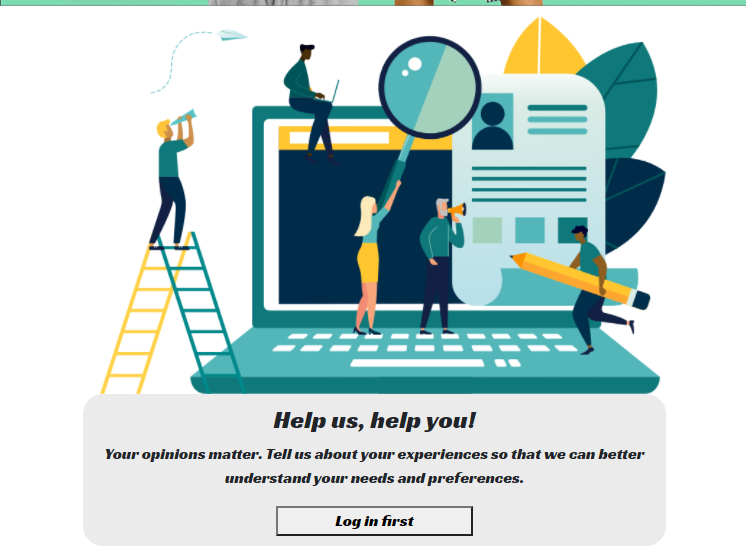 Help us, help you!
Your opinions matter. Tell us about your experiences so that we can better
understand your needs and preferences.
Log in first